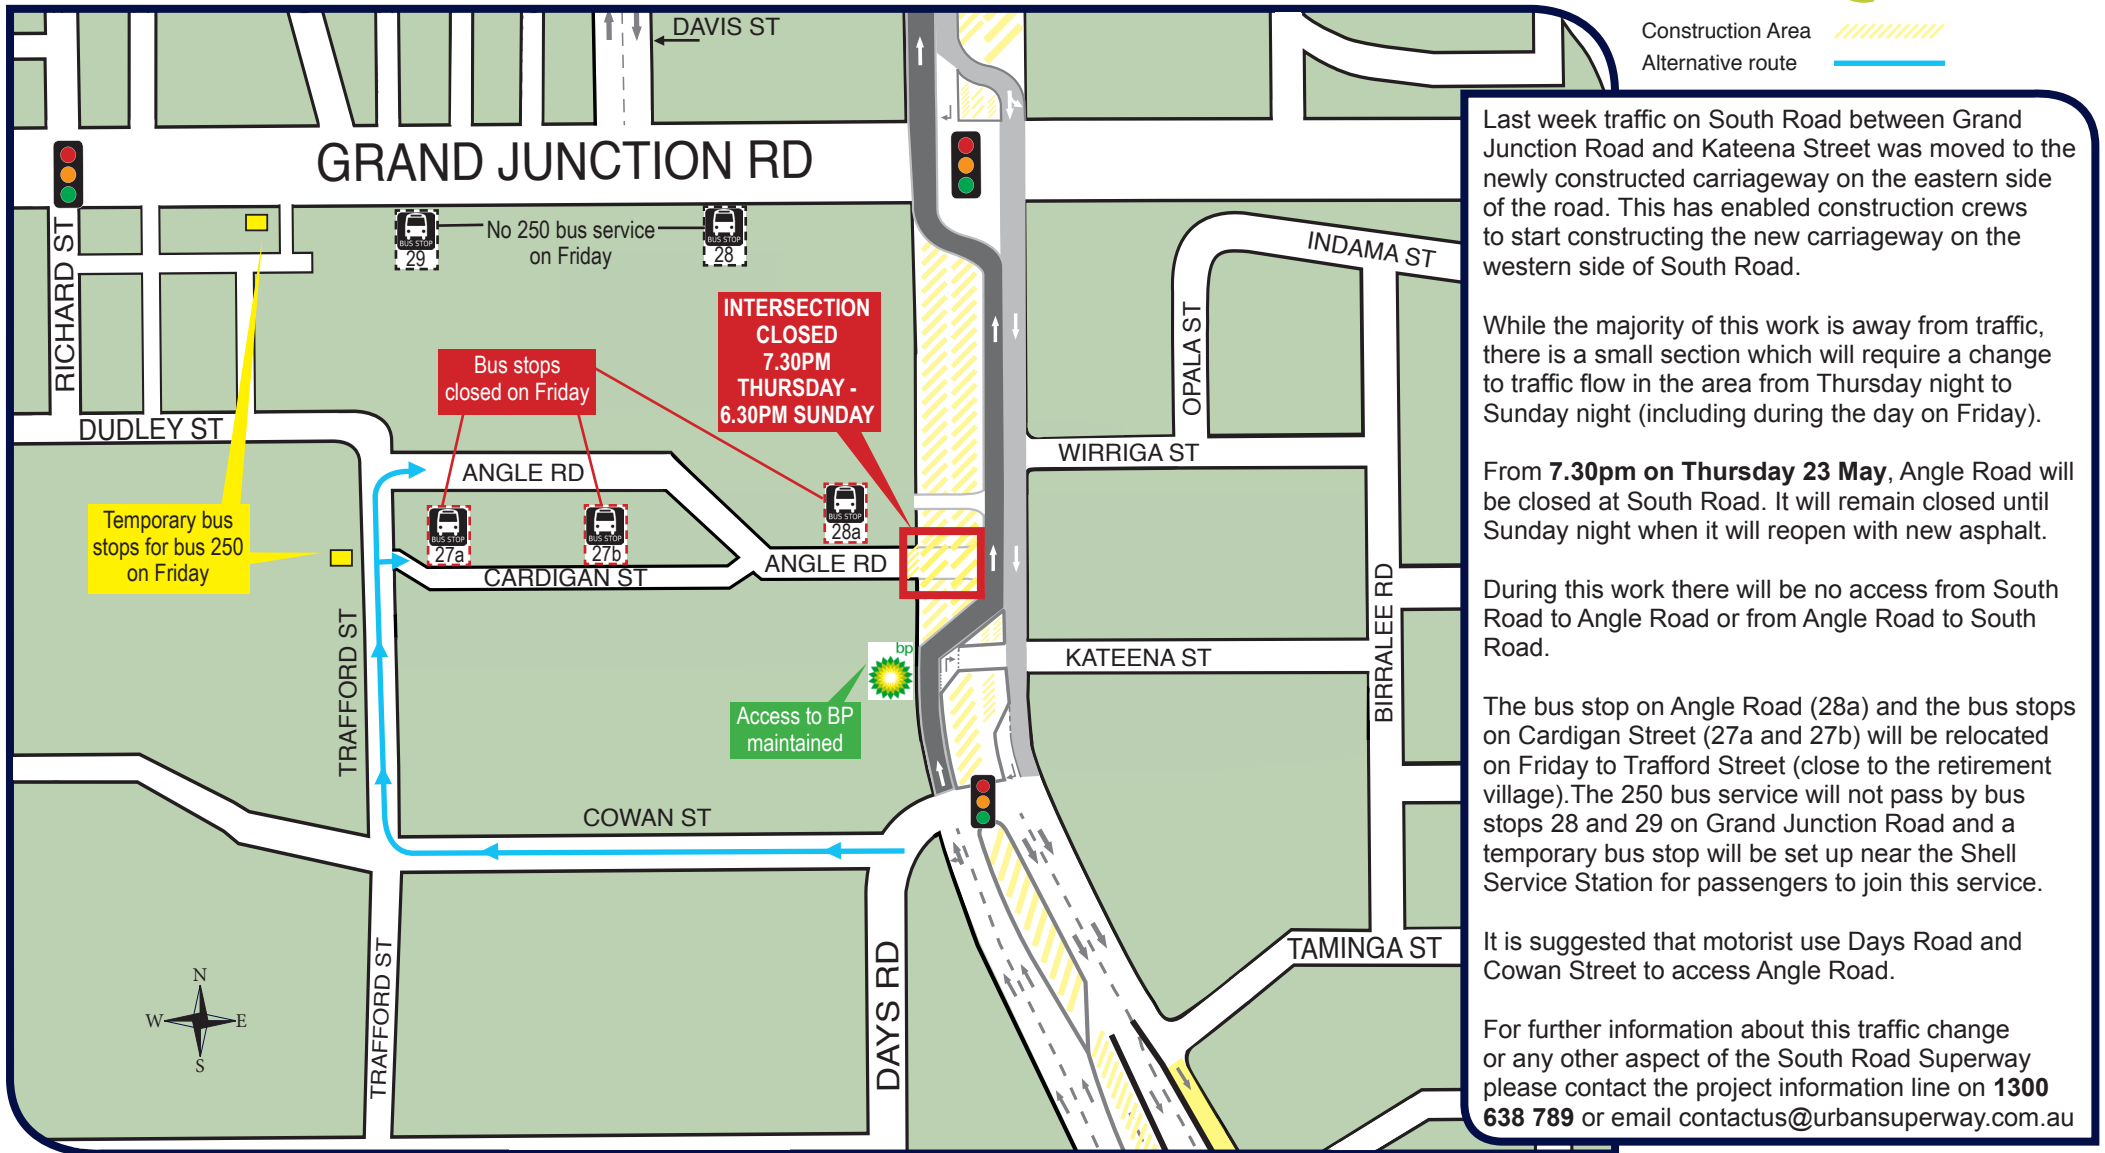 Construction Area
Alternative route
DAVIS ST
GRAND JUNCTION RD
RICHARD ST
BUS STOP
29
No 250 bus service
on Friday
BUS STOP
28
INDAMA ST
OPALA ST
INTERSECTION
CLOSED
7.30PM
THURSDAY -
6.30PM SUNDAY
Bus stops
closed on Friday
DUDLEY ST
ANGLE RD
WIRRIGA ST
Temporary bus
stops for bus 250
on Friday
BUS STOP
27a
BUS STOP
27b
BUS STOP
28a
ANGLE RD
CARDIGAN ST
TRAFFORD ST
bp
Access to BP
maintained
KATEENA ST
BIRRALEE RD
COWAN ST
TRAFFORD ST
DAYS RD
TAMINGA ST
N
W
E
S
Last week traffic on South Road between Grand
Junction Road and Kateena Street was moved to the
newly constructed carriageway on the eastern side
of the road. This has enabled construction crews
to start constructing the new carriageway on the
western side of South Road.
While the majority of this work is away from traffic,
there is a small section which will require a change
to traffic flow in the area from Thursday night to
Sunday night (including during the day on Friday).
From 7.30pm on Thursday 23 May, Angle Road will
be closed at South Road. It will remain closed until
Sunday night when it will reopen with new asphalt.
During this work there will be no access from South
Road to Angle Road or from Angle Road to South
Road.
The bus stop on Angle Road (28a) and the bus stops
on Cardigan Street (27a and 27b) will be relocated
on Friday to Trafford Street (close to the retirement
village).The 250 bus service will not pass by bus
stops 28 and 29 on Grand Junction Road and a
temporary bus stop will be set up near the Shell
Service Station for passengers to join this service.
It is suggested that motorist use Days Road and
Cowan Street to access Angle Road.
For further information about this traffic change
or any other aspect of the South Road Superway
please contact the project information line on 1300
638 789 or email contactus@urbansuperway.com.au